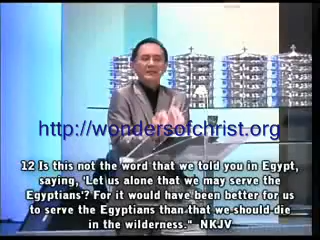 http://wondersofchrist.org
12 Is this not the word that we told you in Egypt,
saying, 'Let us alone that we may serve the
Egyptians'? For it would have been better for us
to serve the Egyptians than that we should die
in the wilderness." NKJV